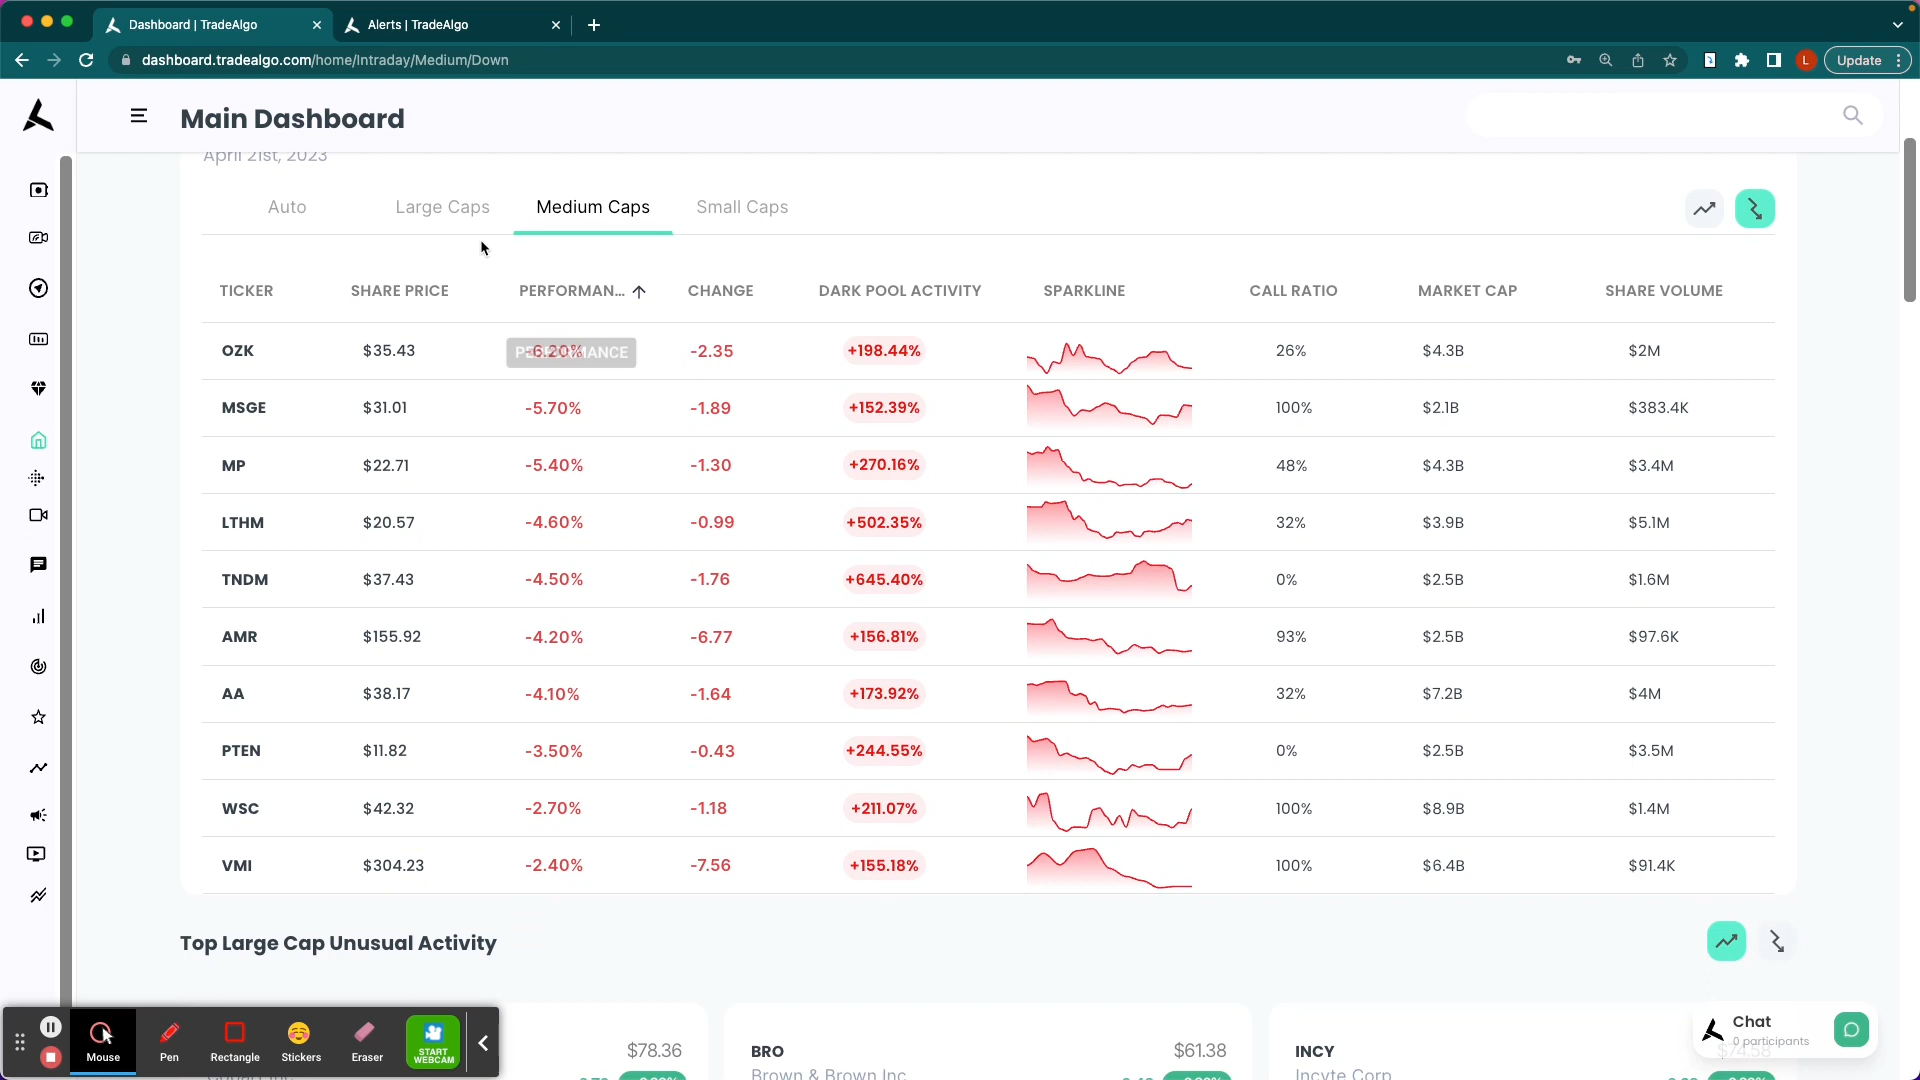 Dashboard | TradeAlgo
Alerts | TradeAlgo
dashboard.tradealgo.com/home/Intraday/Medium/Down
L
Update
Main Dashboard
April 21st, 2023
Auto
Large Caps
Medium Caps
Small Caps
TICKER SHARE PRICE PERFORMAN... CHANGE DARK POOL ACTIVITY SPARKLINE CALL RATIO MARKET CAP SHARE VOLUME
OZK $35.43 -6.20% -2.35 +198.44% 26% $4.3B $2M
PERFORMANCE
MSGE $31.01 -5.70% -1.89 +152.39% 100% $2.1B $383.4K
MP $22.71 -5.40% -1.30 +270.16% 48% $4.3B $3.4M
LTHM $20.57 -4.60% -0.99 +502.35% 32% $3.9B $5.1M
TNDM $37.43 -4.50% -1.76 +645.40% 0% $2.5B $1.6M
AMR $155.92 -4.20% -6.77 +156.81% 93% $2.5B $97.6K
AA $38.17 -4.10% -1.64 +173.92% 32% $7.2B $4M
PTEN $11.82 -3.50% -0.43 +244.55% 0% $2.5B $3.5M
WSC $42.32 -2.70% -1.18 +211.07% 100% $8.9B $1.4M
VMI $304.23 -2.40% -7.56 +155.18% 100% $6.4B $91.4K
Top Large Cap Unusual Activity
$78.36
BRO $61.38
Brown & Brown Inc
INCY $74.58
Incyte Corp
Mouse
Pen
Rectangle
Stickers
Eraser
START
WEBCAM
Chat
0 participants